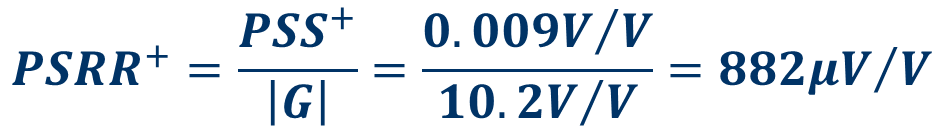 PSRR⁺ = PSS⁺ / |G| = 0.009V/V / 10.2V/V = 882μV/V